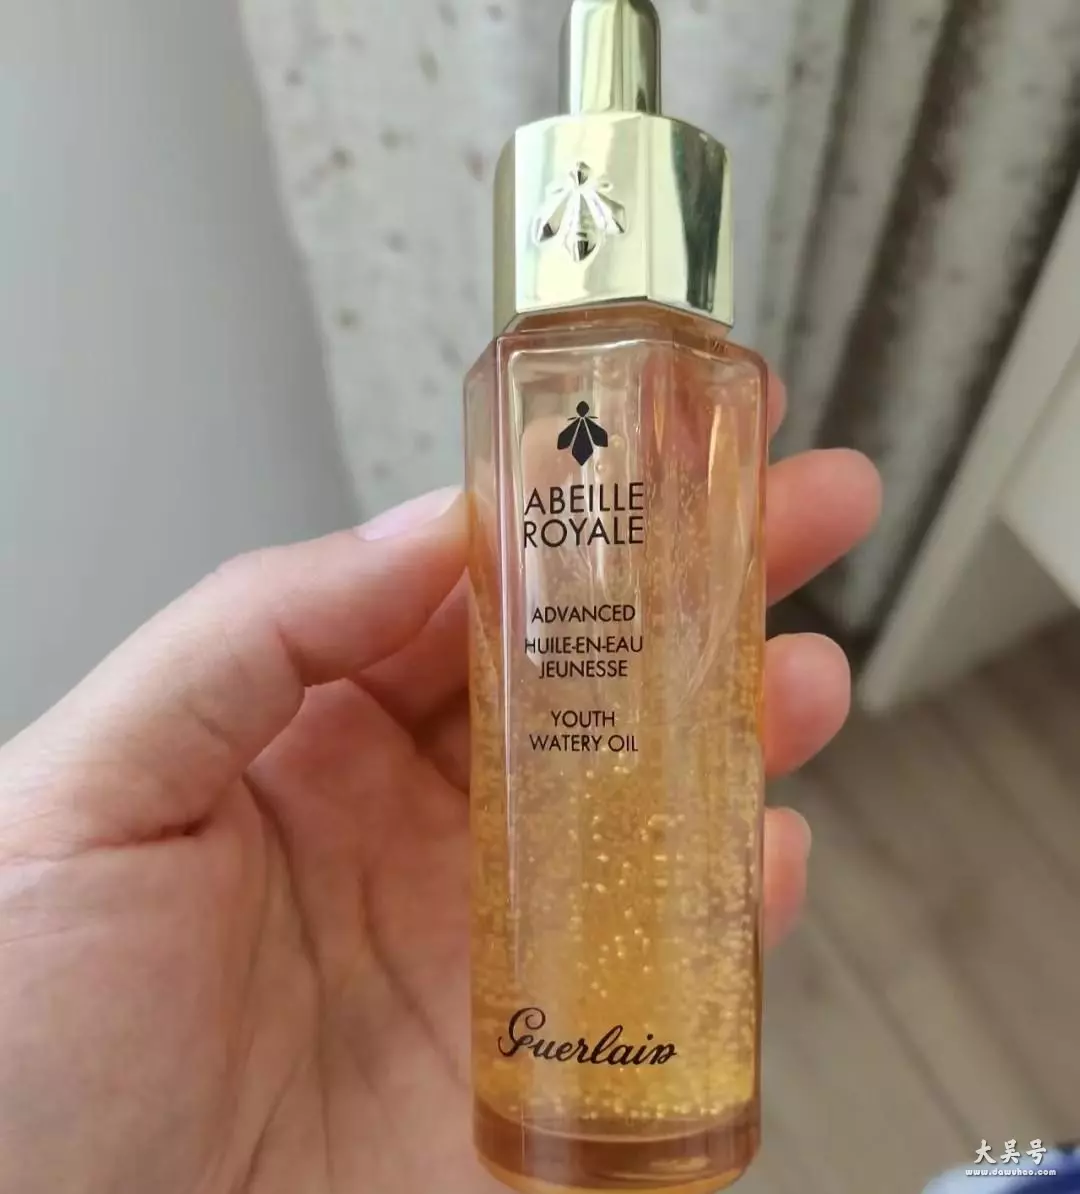 ABEILLE
ROYALE
ADVANCED
HUILE-EN-EAU
JEUNESSE
YOUTH
WATERY OIL
Guerlain
大吴号
www.dawuhao.com